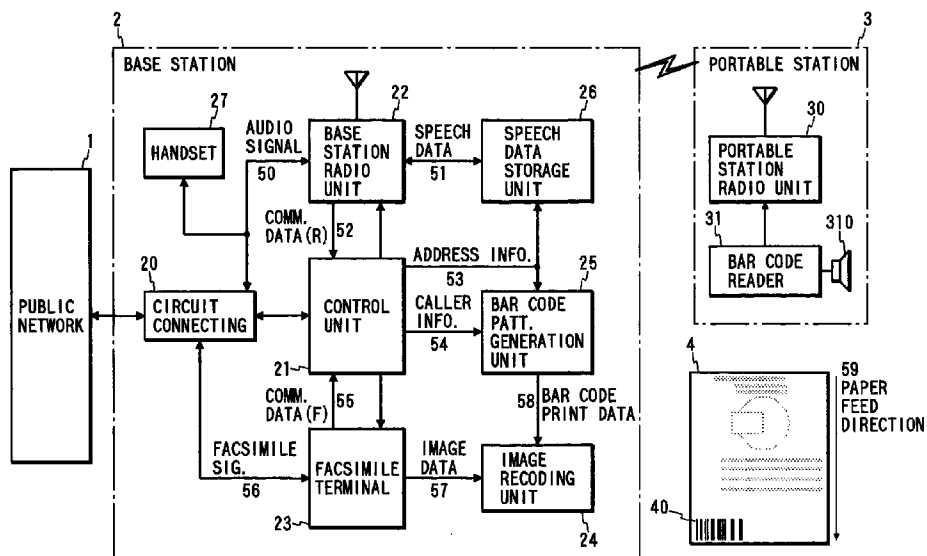 2
BASE STATION
3
PORTABLE STATION
1
PUBLIC
NETWORK
27
HANDSET
AUDIO
SIGNAL
50
22
BASE
STATION
RADIO
UNIT
SPEECH
DATA
51
26
SPEECH
DATA
STORAGE
UNIT
30
PORTABLE
STATION
RADIO UNIT
31
BAR CODE
READER
310
COMM.
DATA(R)
52
20
CIRCUIT
CONNECTING
CONTROL
UNIT
21
ADDRESS INFO.
53
CALLER
INFO.
54
25
BAR CODE
PATT.
GENERATION
UNIT
COMM.
DATA(F)
55
58
BAR CODE
PRINT DATA
FACSIMILE
SIG.
56
FACSIMILE
TERMINAL
23
IMAGE
DATA
57
IMAGE
RECODING
UNIT
24
4
40
59
PAPER
FEED
DIRECTION